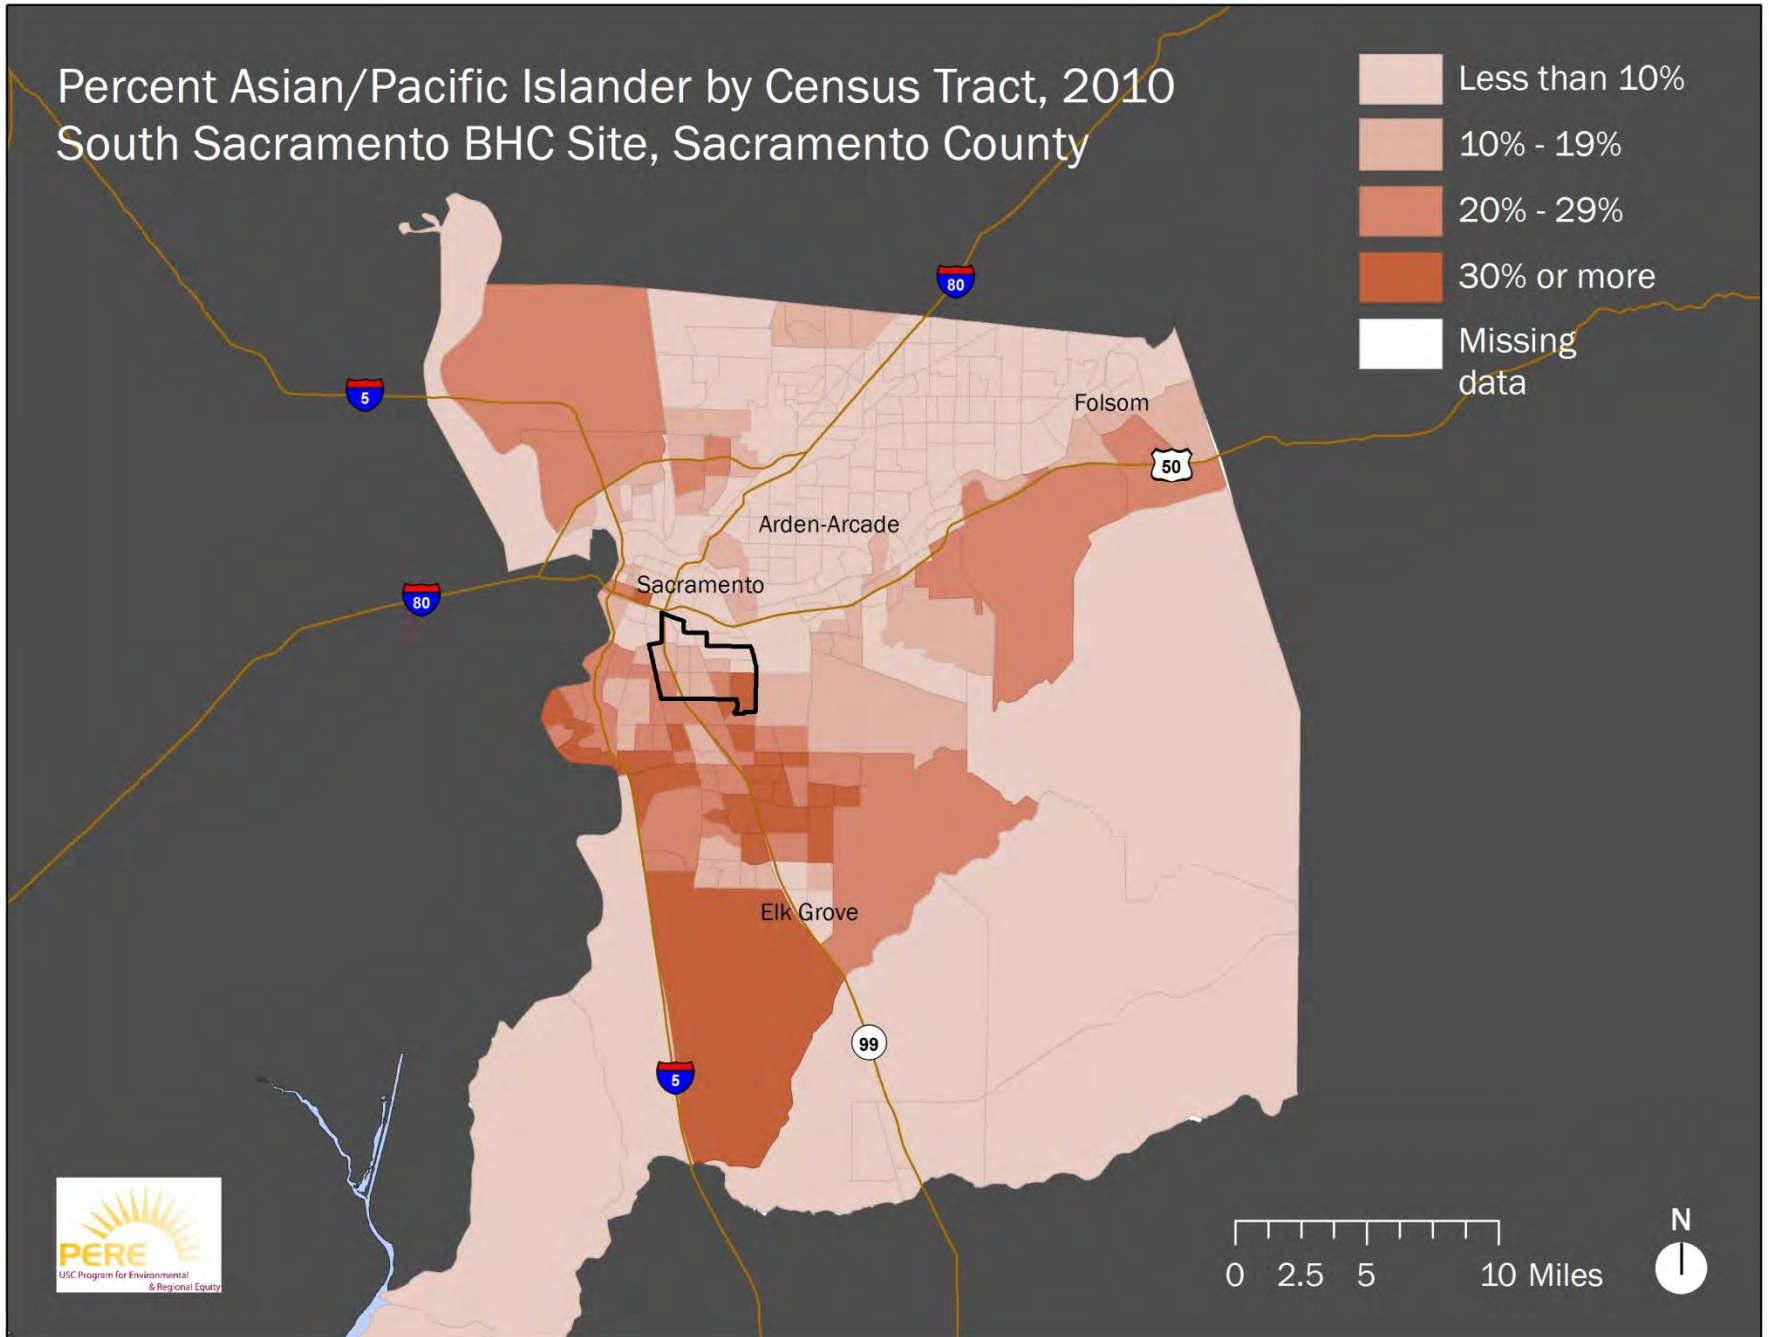 Percent Asian/Pacific Islander by Census Tract, 2010
South Sacramento BHC Site, Sacramento County
Less than 10%
10% - 19%
20% - 29%
30% or more
Missing
data
80
5
Folsom
50
Arden-Arcade
Sacramento
80
Elk Grove
99
5
PERE
USC Program for Environmental
& Regional Equity
0 2.5 5 10 Miles
N